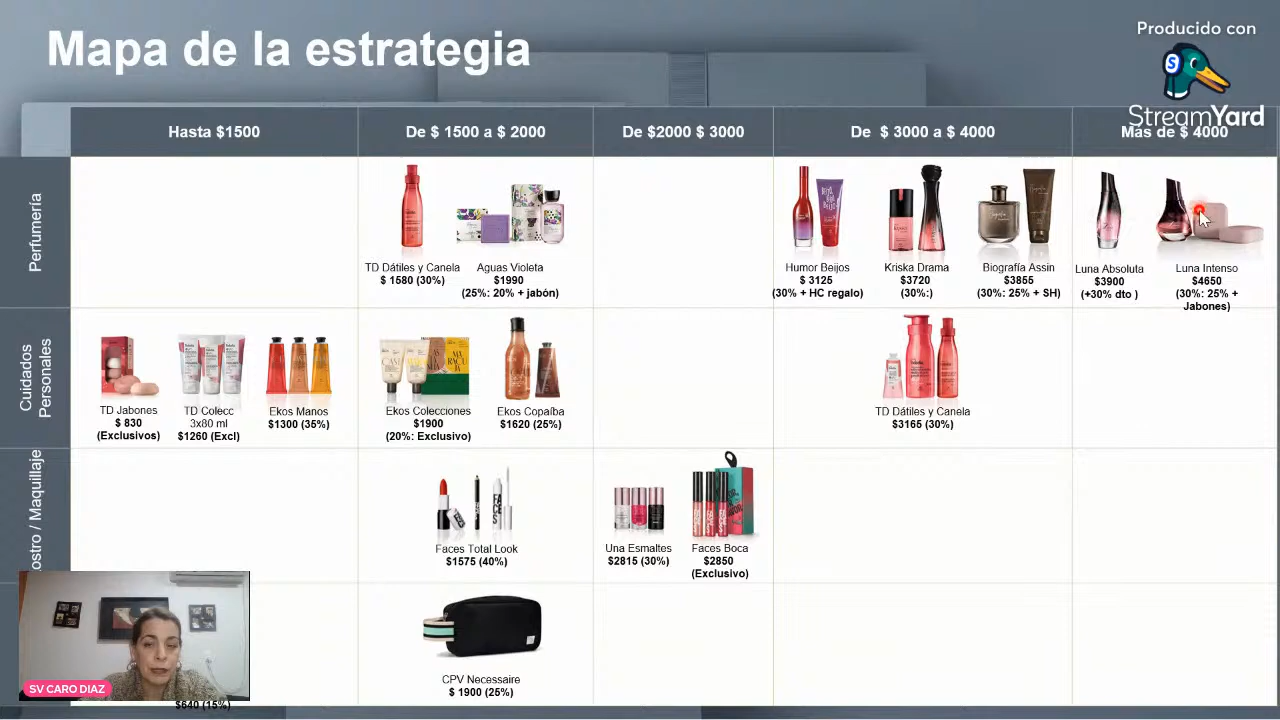 Mapa de la estrategia
Producido con
StreamYard
Hasta $1500
De $ 1500 a $ 2000
De $2000 $ 3000
De $ 3000 a $ 4000
Mas de $ 4000
Perfumería
TD Dátiles y Canela
$ 1580 (30%)
Aguas Violeta
$1990
(25%: 20% + jabón)
Humor Beijos
$ 3125
(30% + HC regalo)
Kriska Drama
$3720
(30%:)
Biografía Assin
$3855
(30%: 25% + SH)
Luna Absoluta
$3900
(+30% dto )
Luna Intenso
$4650
(30%: 25% +
Jabones)
Cuidados
Personales
TD Jabones
$ 830
(Exclusivos)
TD Colecc
3x80 ml
$1260 (Excl)
Ekos Manos
$1300 (35%)
Ekos Colecciones
$1900
(20%: Exclusivo)
Ekos Copaíba
$1620 (25%)
TD Dátiles y Canela
$3165 (30%)
ostro / Maquillaje
Faces Total Look
$1575 (40%)
Una Esmaltes
$2815 (30%)
Faces Boca
$2850
(Exclusivo)
CPV Necessaire
$ 1900 (25%)
SV CARO DIAZ
$640 (15%)